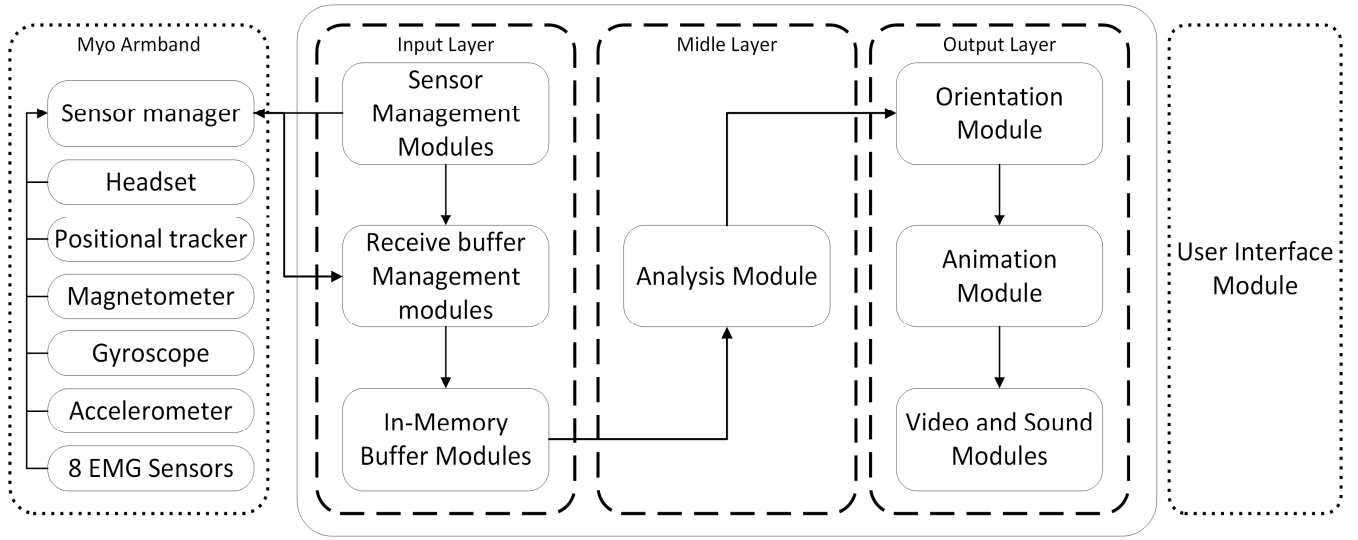 Myo Armband
Sensor manager
Headset
Positional tracker
Magnetometer
Gyroscope
Accelerometer
8 EMG Sensors
Input Layer
Sensor
Management
Modules
Receive buffer
Management
modules
In-Memory
Buffer Modules
Midle Layer
Analysis Module
Output Layer
Orientation
Module
Animation
Module
Video and Sound
Modules
User Interface
Module